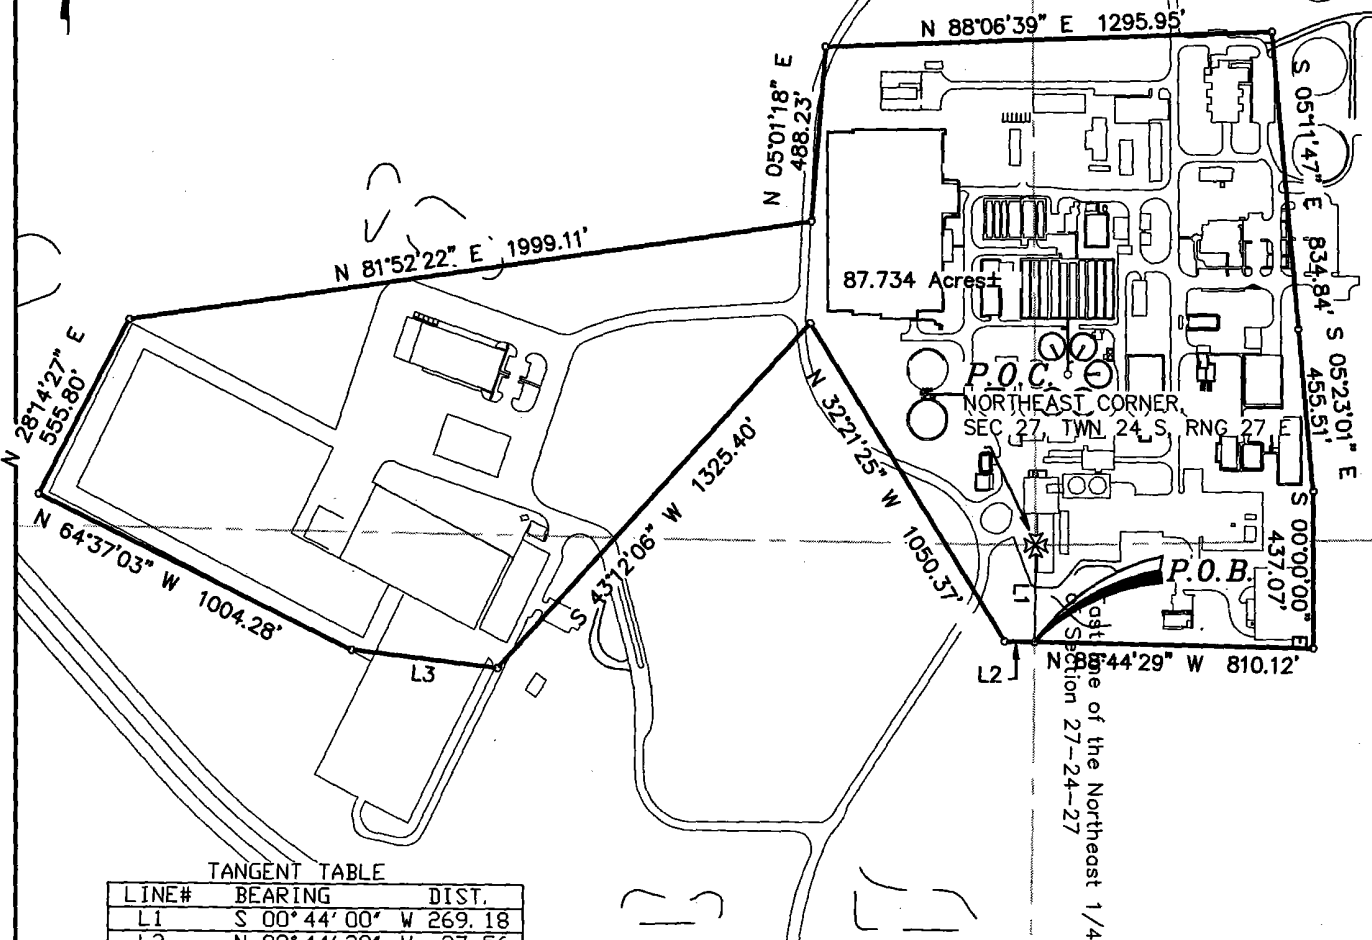 N 88°06'39" E 1295.95'
N 05°01'18" E
488.23'
S 05°11'47" E 834.84'
N 81°52'22" E 1999.11'
87.734 Acres±
S 05°23'01" E
455.51'
N 28°14'27" E
555.80'
P.O.C.
NORTHEAST CORNER,
SEC 27, TWN 24 S, RNG 27 E
N 32°21'25" W 1050.37'
S 43°12'06" W 1325.40'
N 64°37'03" W 1004.28'
S 00°00'00" E
437.07'
P.O.B.
L1
L2
L3
N 88°44'29" W 810.12'
East line of the Northeast 1/4
of Section 27-24-27
TANGENT TABLE
LINE# BEARING DIST.
L1 S 00°44'00" W 269.18